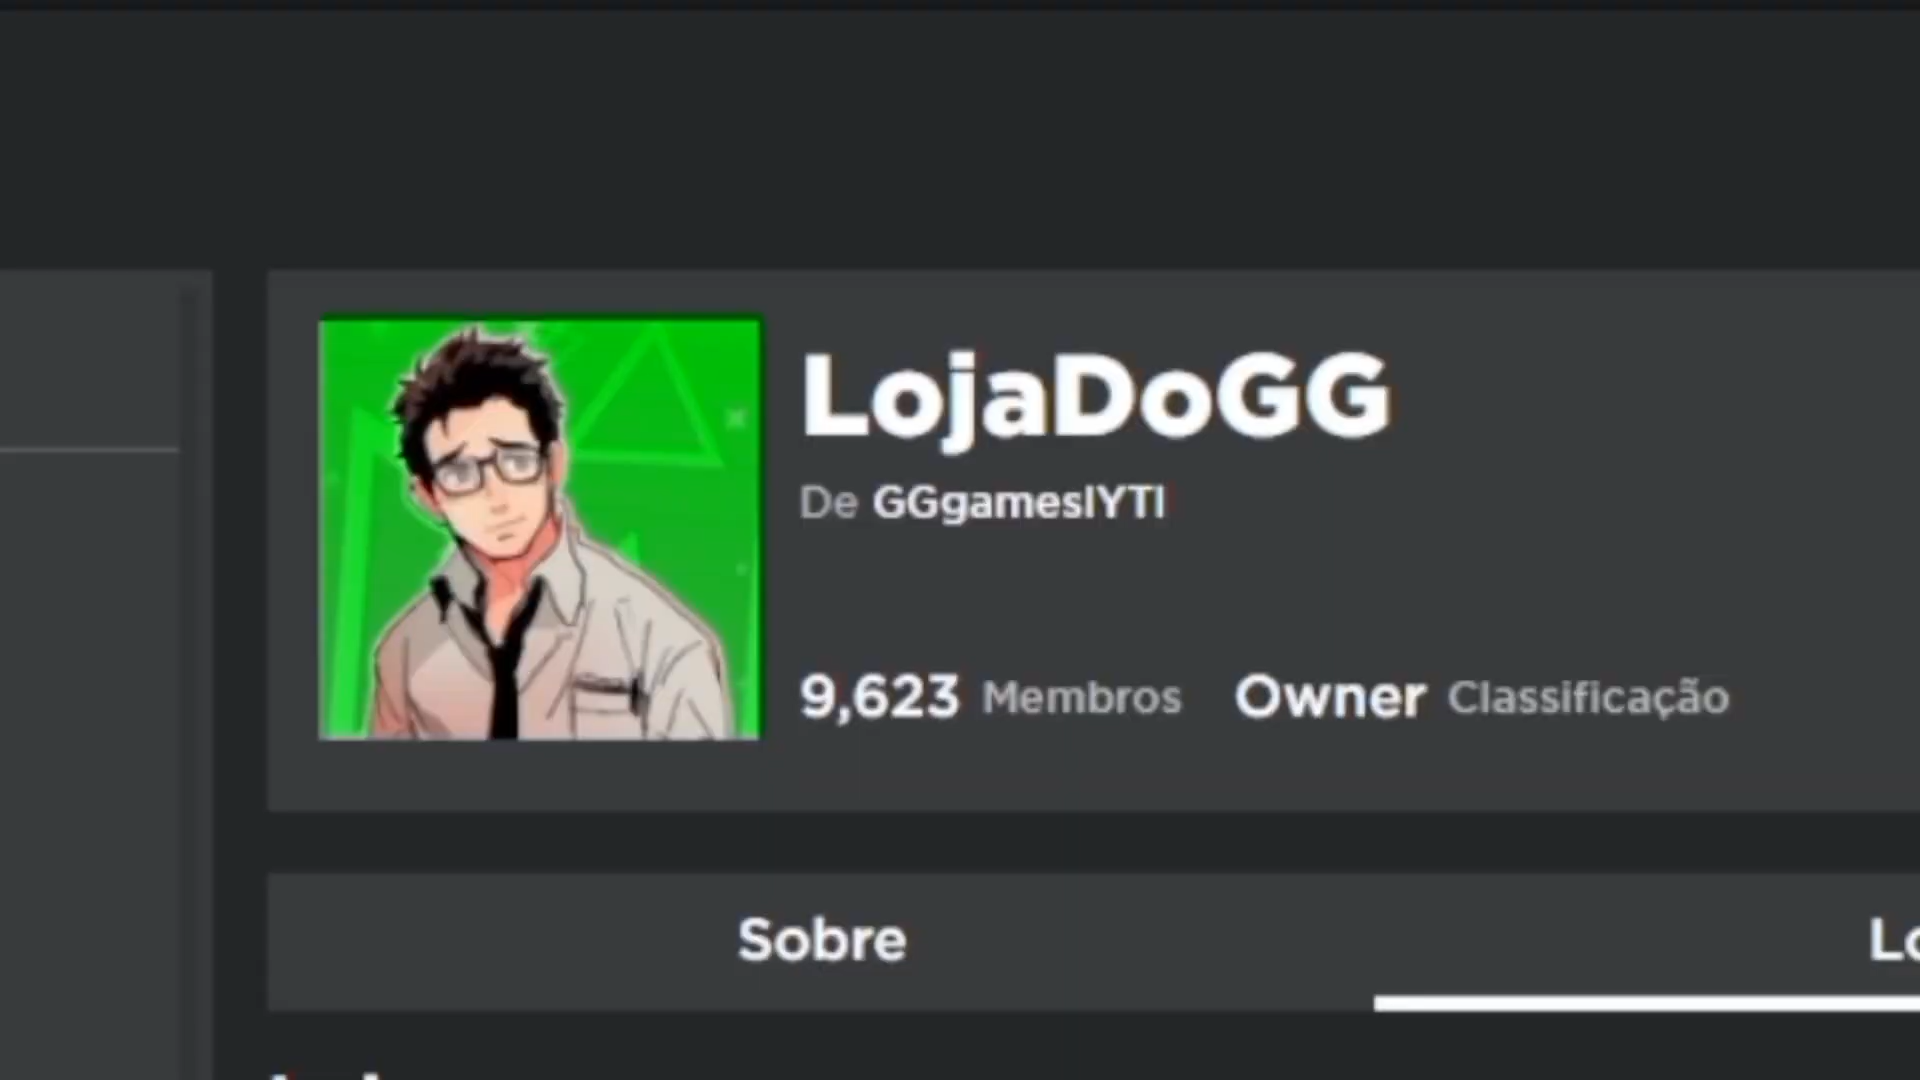 LojaDoGG
De GGgamesIYTI
9,623 Membros Owner Classificação
Sobre